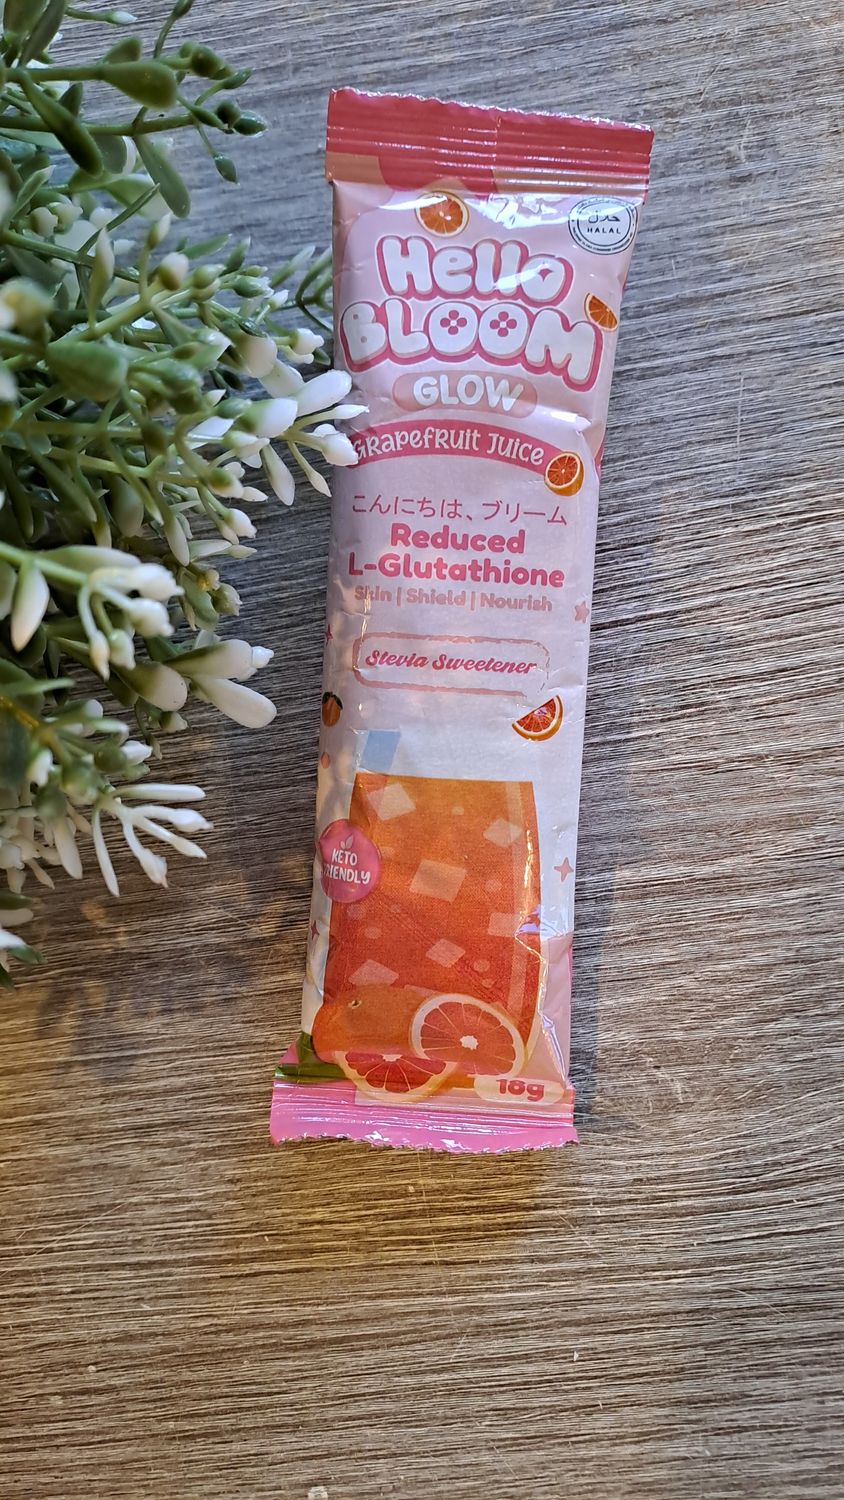 حلال
HALAL
Hello
BLOOM
GLOW
GRAPEFRUIT JUICE
こんにちは、ブリーム
Reduced
L-Glutathione
Skin | Shield | Nourish
Stevia Sweetener
KETO
FRIENDLY
18g